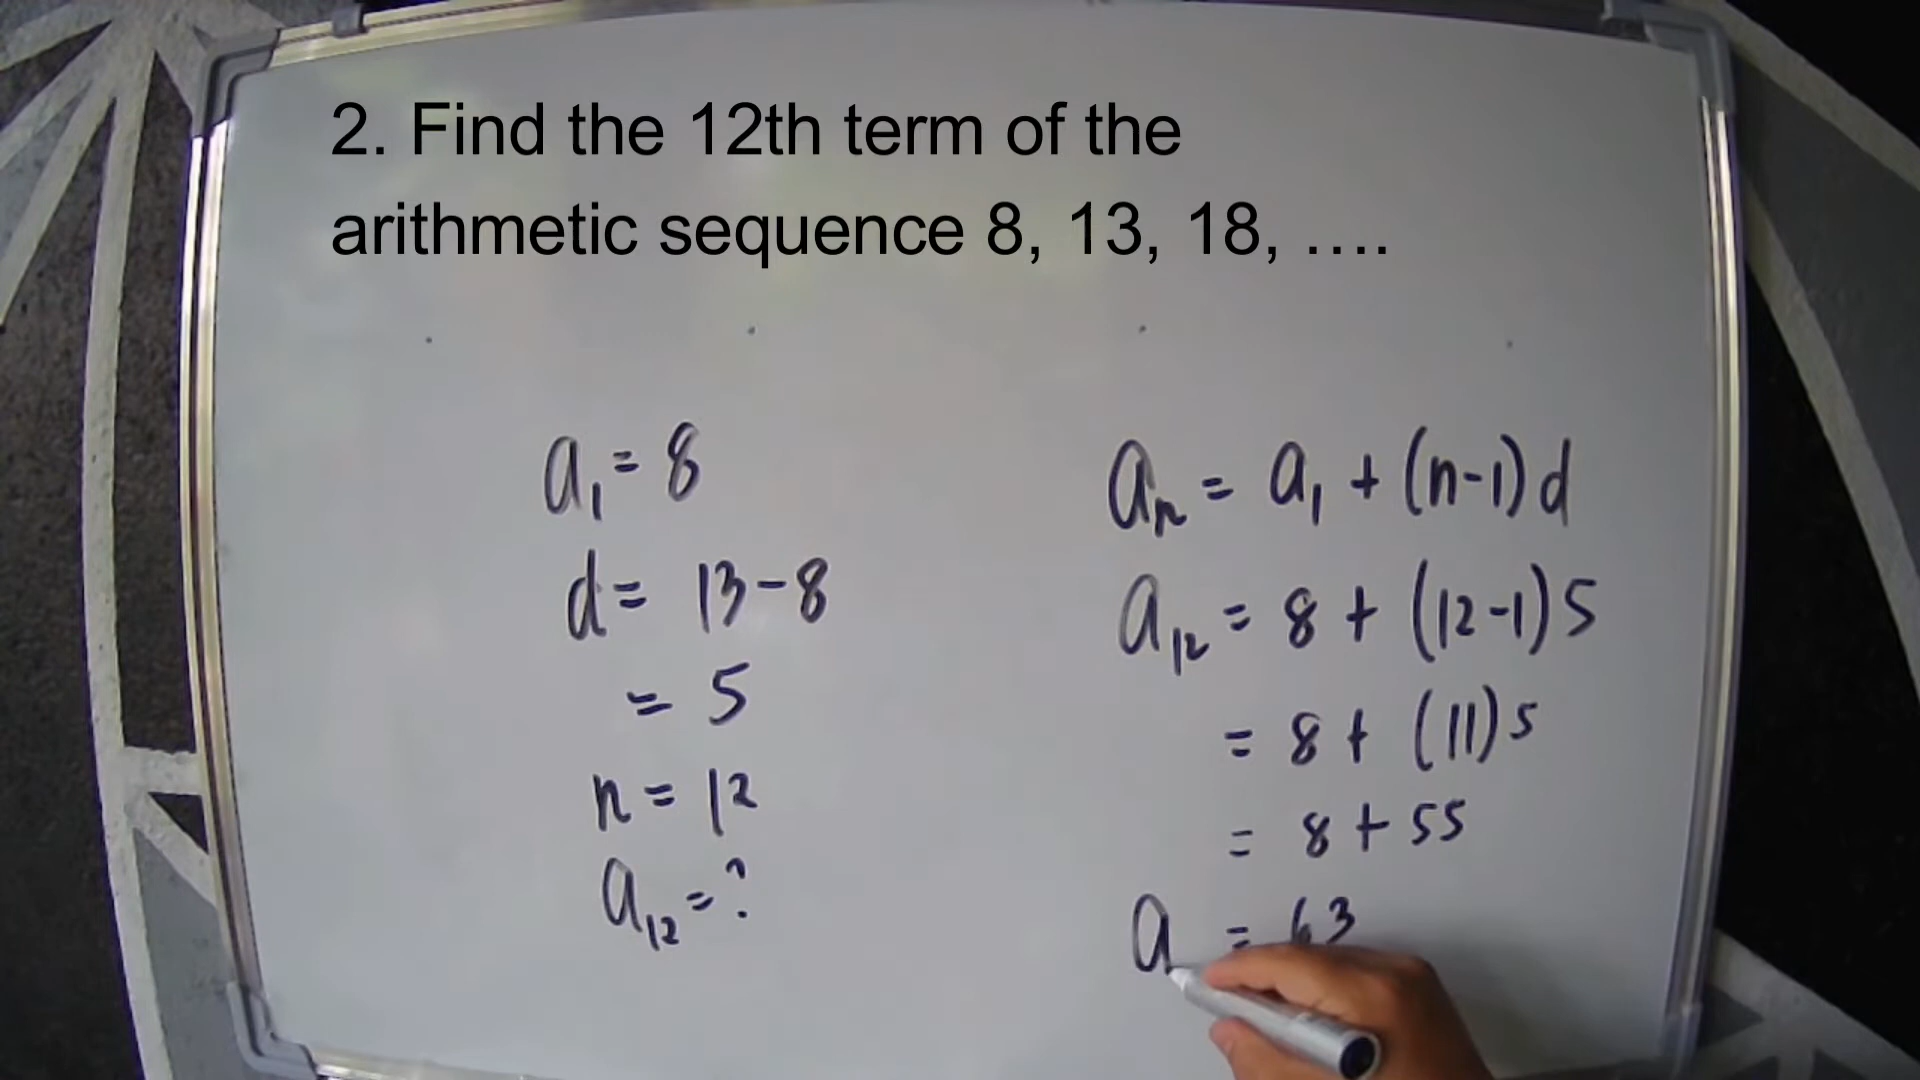 2. Find the 12th term of the
arithmetic sequence 8, 13, 18, ….
a₁ = 8
d = 13 - 8
= 5
n = 12
a₁₂ = ?
aₙ = a₁ + (n-1)d
a₁₂ = 8 + (12-1)5
= 8 + (11)5
= 8 + 55
a = 63